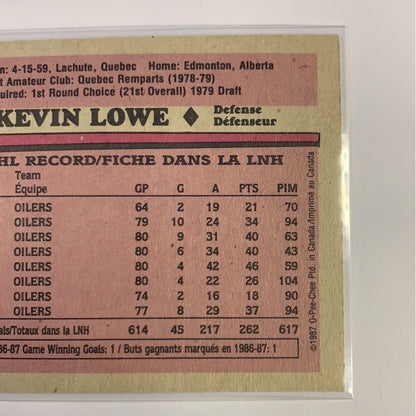 n: 4-15-59, Lachute, Quebec Home: Edmonton, Alberta
t Amateur Club: Quebec Remparts (1978-79)
uired: 1st Round Choice (21st Overall) 1979 Draft
KEVIN LOWE ♦ Defense
Défenseur
HL RECORD/FICHE DANS LA LNH
Team
Équipe GP G A PTS PIM
OILERS 64 2 19 21 70
OILERS 79 10 24 34 94
OILERS 80 9 31 40 63
OILERS 80 6 34 40 43
OILERS 80 4 42 46 59
OILERS 80 4 22 26 104
OILERS 74 2 16 18 90
OILERS 77 8 29 37 94
als/Totaux dans la LNH 614 45 217 262 617
86-87 Game Winning Goals: 1 / Buts gagnants marqués en 1986-87: 1
©1987 O-Pee-Chee Ptd. in Canada/Imprimé au Canada